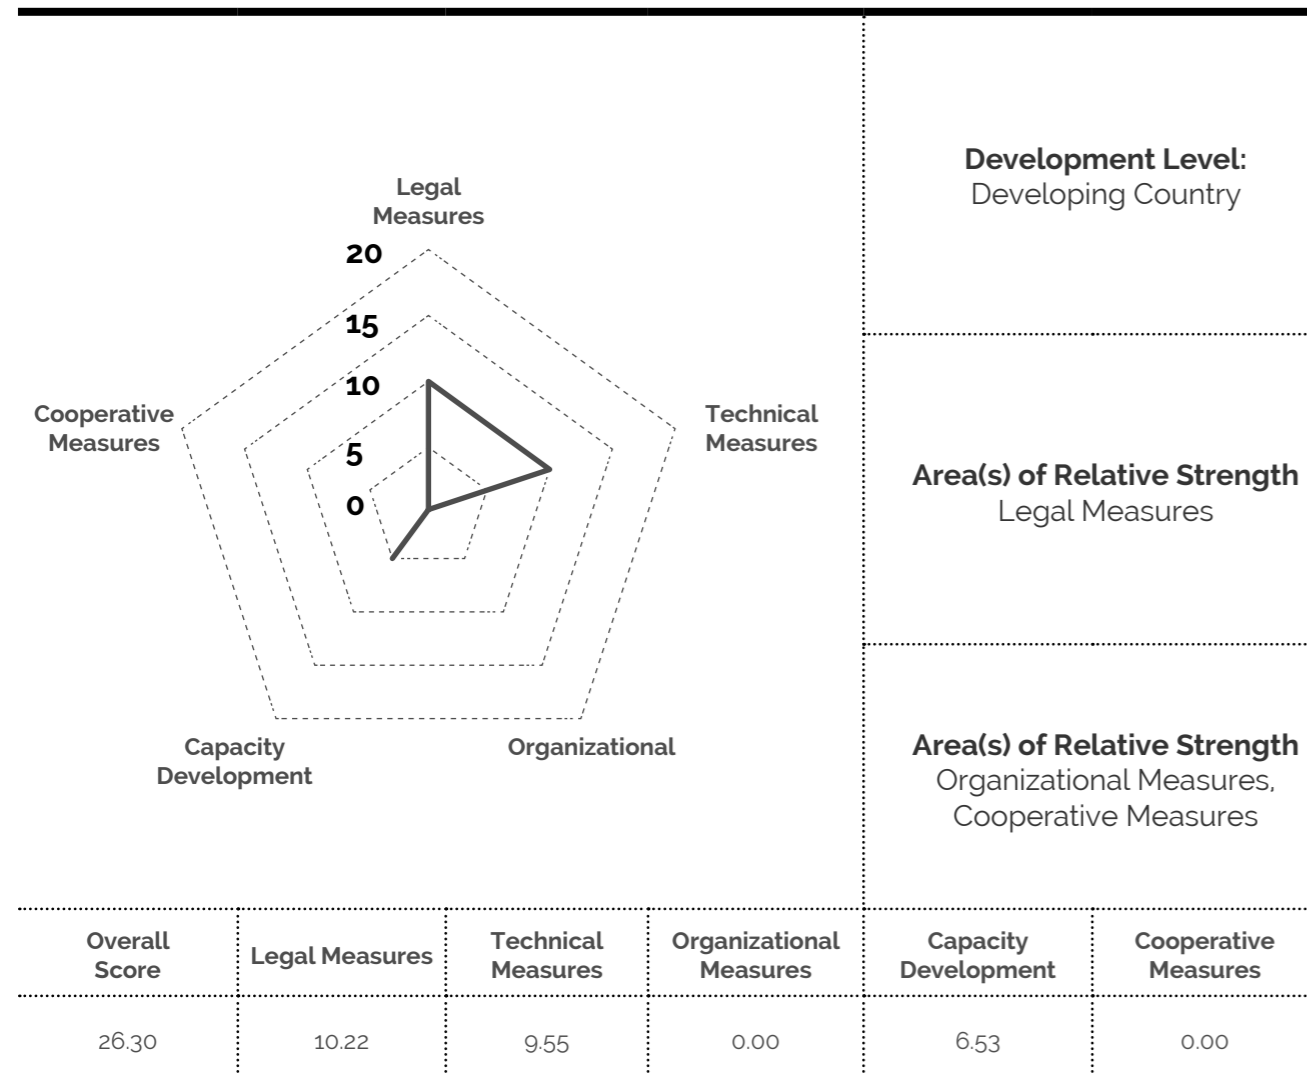 Legal
Measures
20
15
10
5
0
Cooperative
Measures
Technical
Measures
Capacity
Development
Organizational
Development Level:
Developing Country
Area(s) of Relative Strength
Legal Measures
Area(s) of Relative Strength
Organizational Measures,
Cooperative Measures
Overall
Score
Legal Measures
Technical
Measures
Organizational
Measures
Capacity
Development
Cooperative
Measures
26.30
10.22
9.55
0.00
6.53
0.00